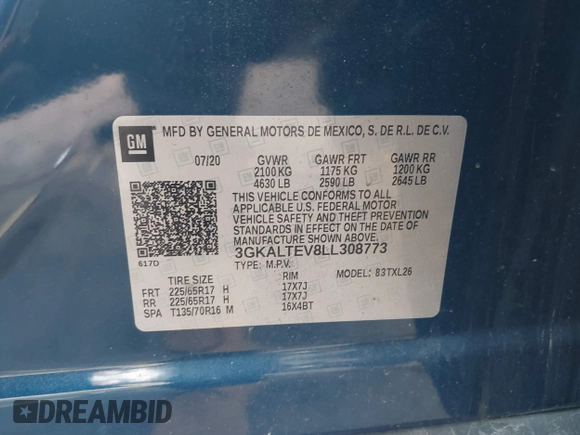 GM
MFD BY GENERAL MOTORS DE MEXICO, S. DE R.L. DE C.V.
07/20 GVWR GAWR FRT GAWR RR
2100 KG 1175 KG 1200 KG
4630 LB 2590 LB 2645 LB
THIS VEHICLE CONFORMS TO ALL
APPLICABLE U.S. FEDERAL MOTOR
VEHICLE SAFETY AND THEFT PREVENTION
STANDARDS IN EFFECT ON THE DATE OF
MANUFACTURE SHOWN ABOVE.
3GKALTEV8LL308773
617D TYPE: M.P.V. MODEL: 83TXL26
TIRE SIZE RIM
FRT 225/65R17 H 17X7J
RR 225/65R17 H 17X7J
SPA T135/70R16 M 16X4BT
DREAMBID